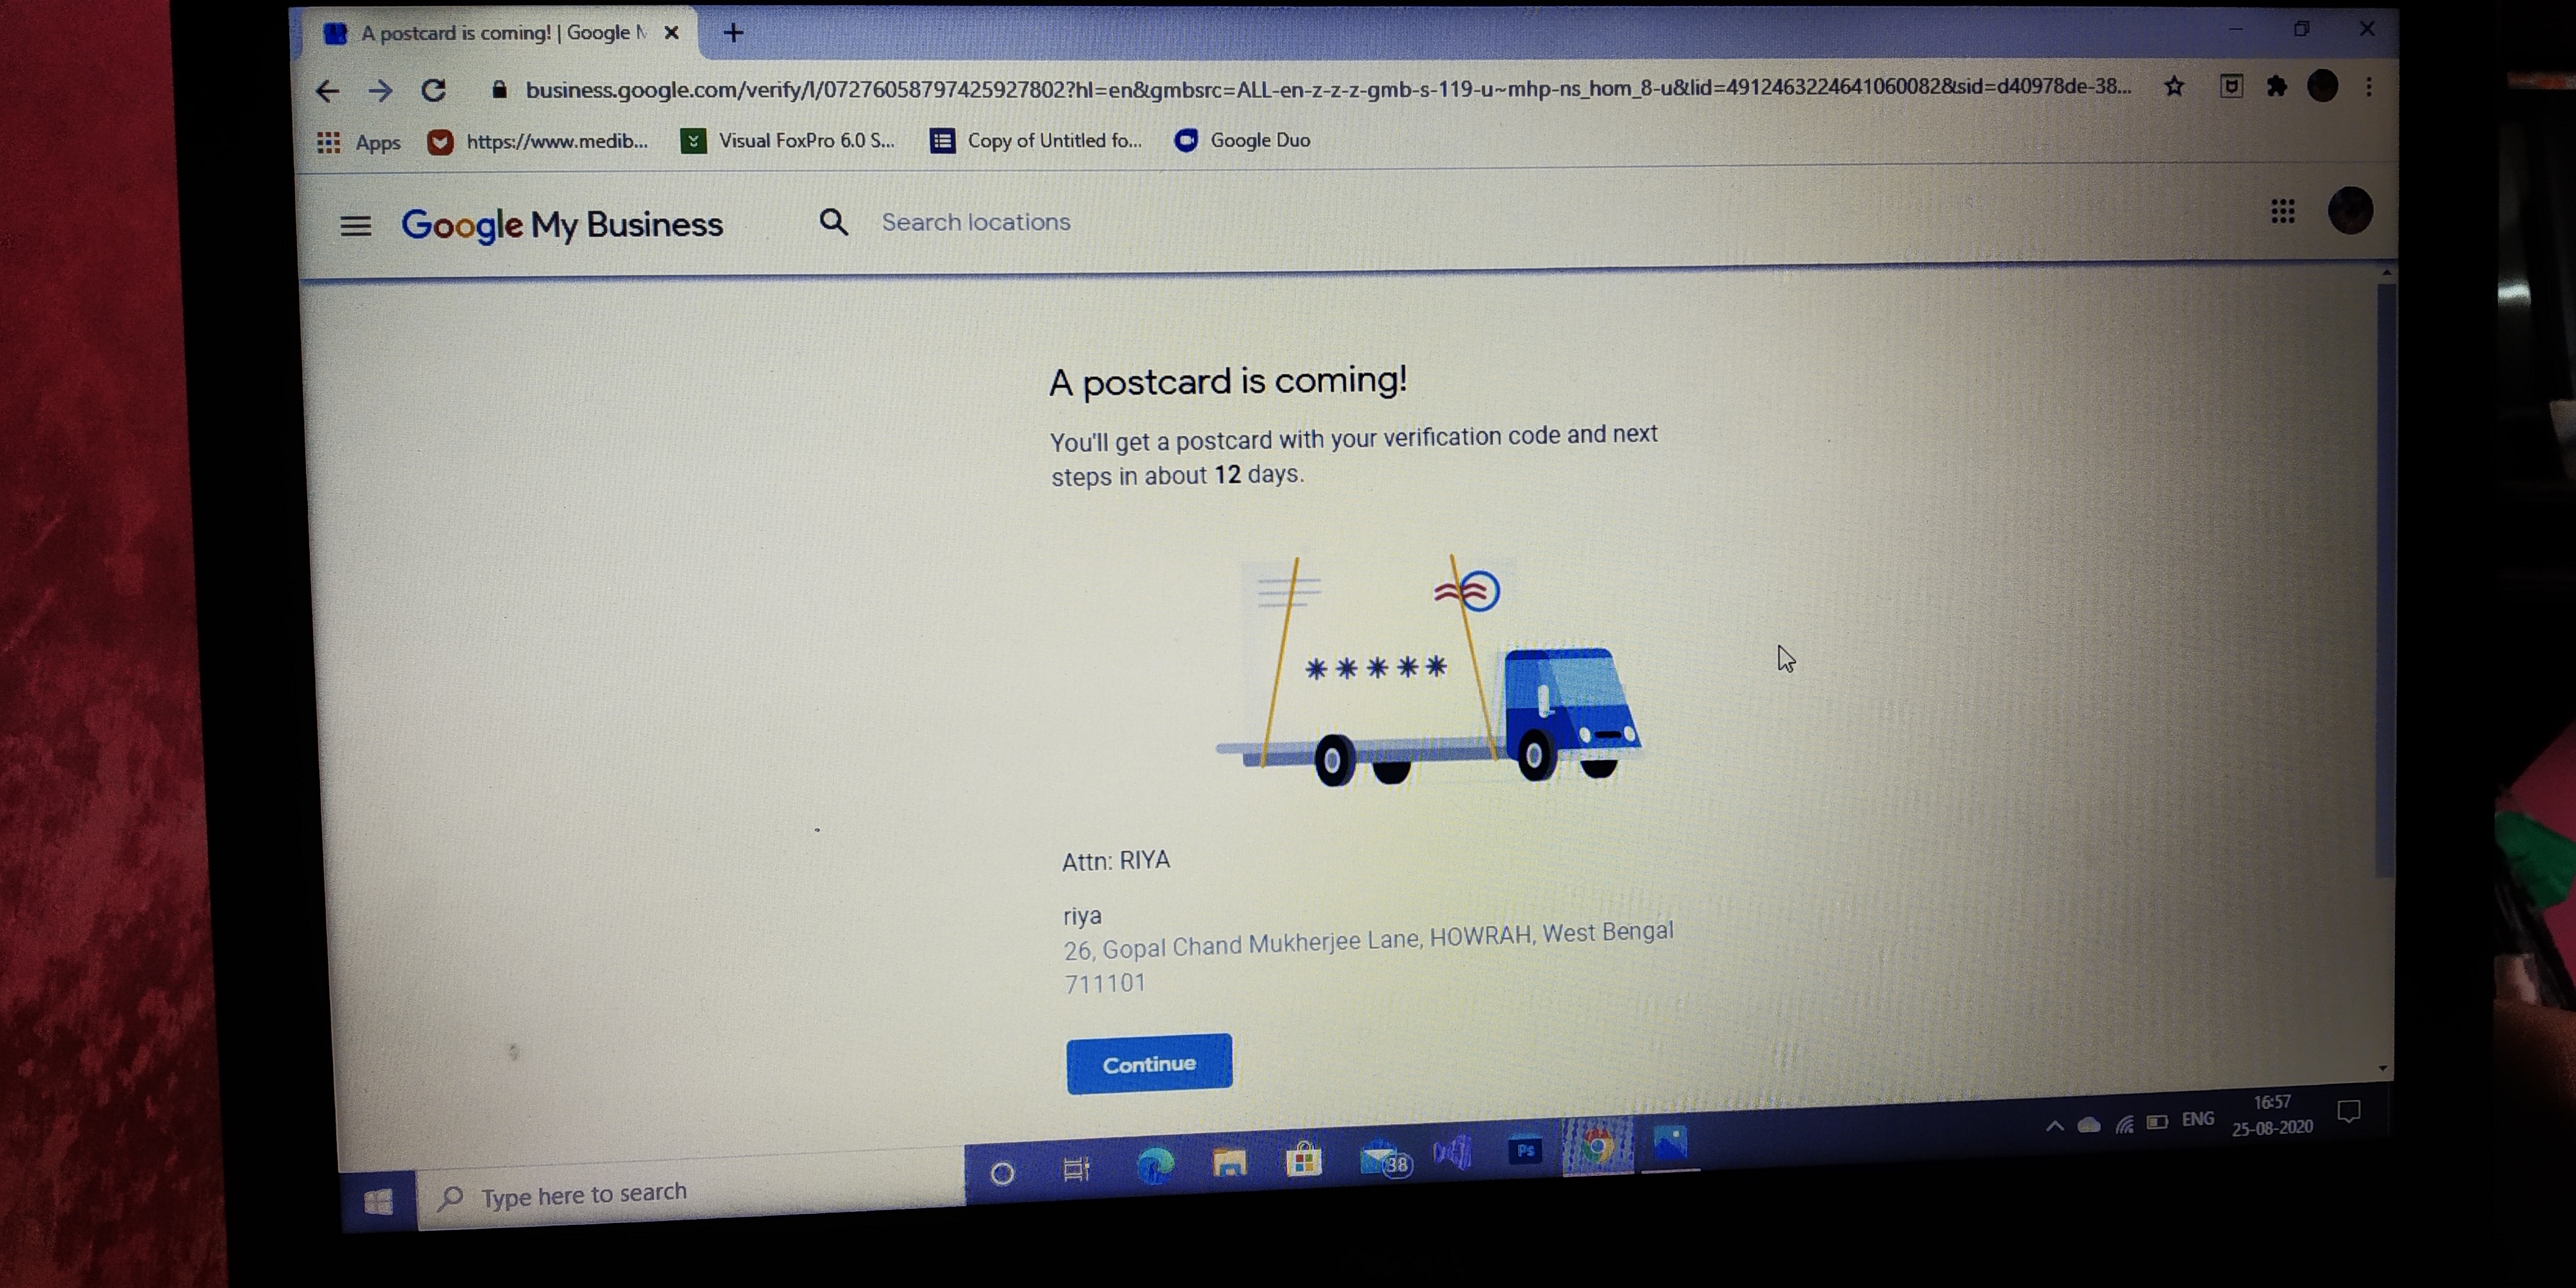 A postcard is coming! | Google M
business.google.com/verify/l/07276058797425927802?hl=en&gmbsrc=ALL-en-z-z-z-gmb-s-119-u~mhp-ns_hom_8-u&lid=4912463224641060082&sid=d40978de-38...
Apps https://www.medib... Visual FoxPro 6.0 S... Copy of Untitled fo... Google Duo
Google My Business Search locations
A postcard is coming!
You'll get a postcard with your verification code and next
steps in about 12 days.
*****
Attn: RIYA
riya
26, Gopal Chand Mukherjee Lane, HOWRAH, West Bengal
711101
Continue
Type here to search 38 Ps ENG 16:57
25-08-2020